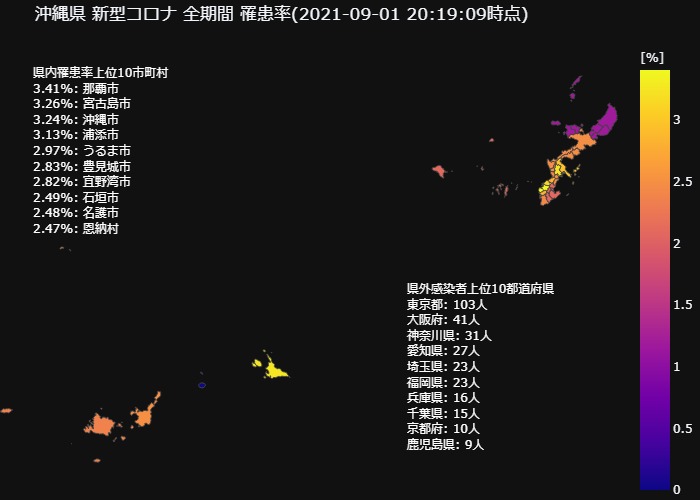 沖縄県 新型コロナ 全期間 罹患率(2021-09-01 20:19:09時点)
[%]
県内罹患率上位10市町村
3.41%: 那覇市
3.26%: 宮古島市
3.24%: 沖縄市
3.13%: 浦添市
2.97%: うるま市
2.83%: 豊見城市
2.82%: 宜野湾市
2.49%: 石垣市
2.48%: 名護市
2.47%: 恩納村
県外感染者上位10都道府県
東京都: 103人
大阪府: 41人
神奈川県: 31人
愛知県: 27人
埼玉県: 23人
福岡県: 23人
兵庫県: 16人
千葉県: 15人
京都府: 10人
鹿児島県: 9人
3
2.5
2
1.5
1
0.5
0